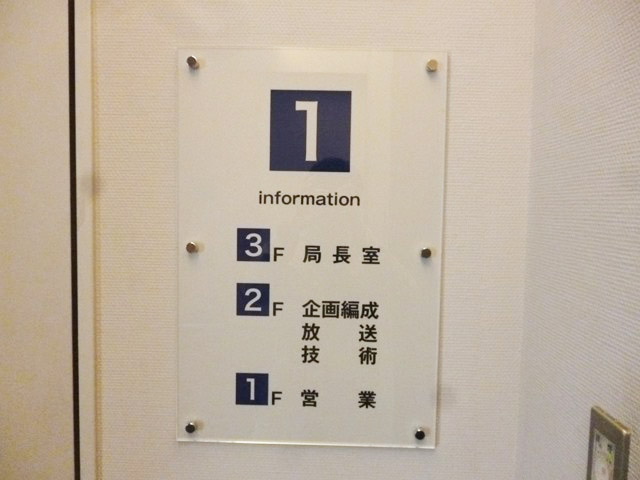 1
information
3F 局長室
2F 企画編成
放送
技術
1F 営業